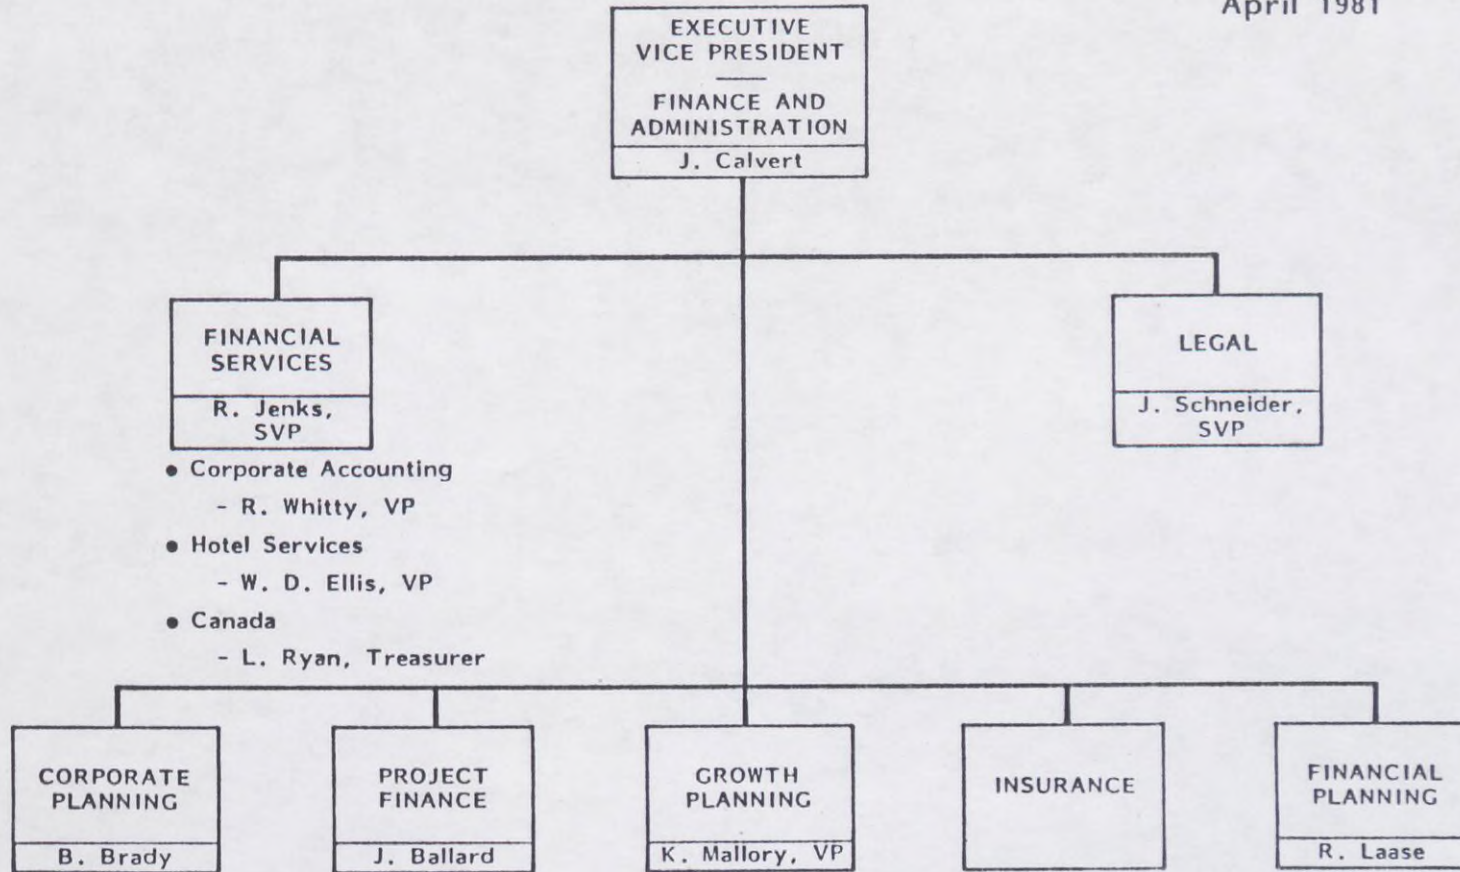 April 1981
EXECUTIVE
VICE PRESIDENT
FINANCE AND
ADMINISTRATION
J. Calvert
FINANCIAL
SERVICES
R. Jenks,
SVP
LEGAL
J. Schneider,
SVP
• Corporate Accounting
- R. Whitty, VP
• Hotel Services
- W. D. Ellis, VP
• Canada
- L. Ryan, Treasurer
CORPORATE
PLANNING
B. Brady
PROJECT
FINANCE
J. Ballard
GROWTH
PLANNING
K. Mallory, VP
INSURANCE
FINANCIAL
PLANNING
R. Laase